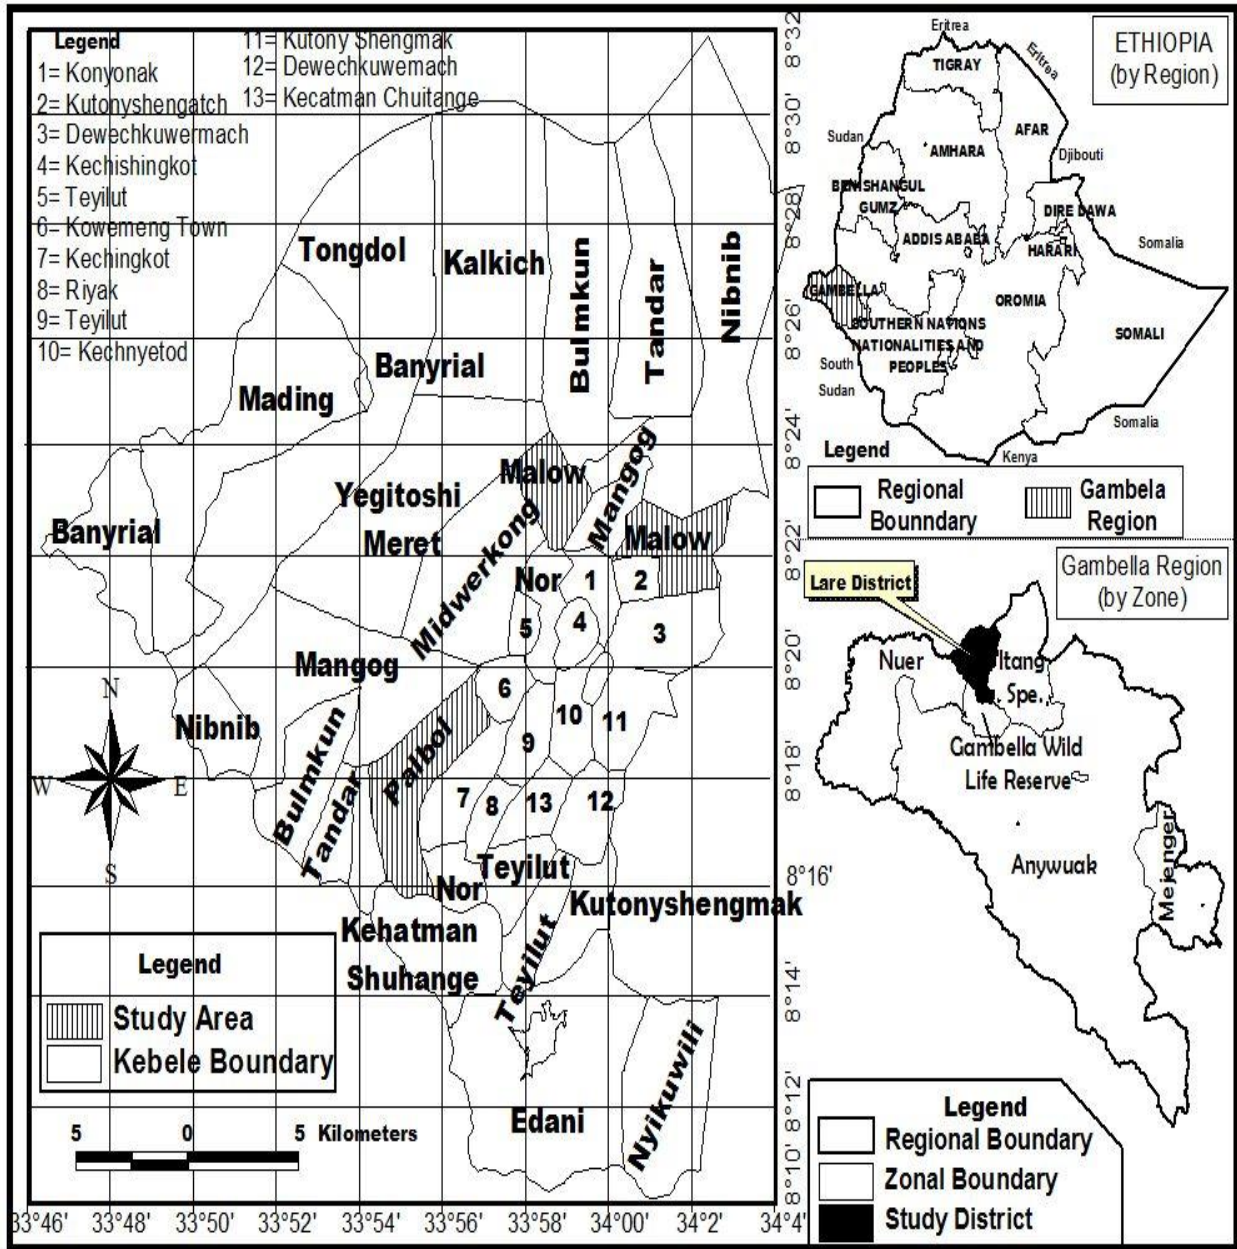 Legend
1= Konyonak
2= Kutonyshengatch
3= Dewechkuwermach
4= Kechishingkot
5= Teyilut
6= Kowemeng Town
7= Kechingkot
8= Riyak
9= Teyilut
10= Kechnyetod
11= Kutony Shengmak
12= Dewechkuwemach
13= Kecatman Chuitange
Tongdol
Kalkich
Bulmkun
Tandar
Nibnib
Banyrial
Mading
Malow
Mangog
Yegitoshi
Meret
Banyrial
Midwerkong
Malow
Nor
1
2
5
4
3
Mangog
6
Nibnib
Bulmkun
Tandar
Palbol
10
11
9
7
8
13
12
Teyilut
Nor
Kutonyshengmak
Kehatman
Shuhange
Teyilut
Edani
Nyikuwili
N
W
E
S
Legend
Study Area
Kebele Boundary
5
0
5 Kilometers
33°46'
33°48'
33°50'
33°52'
33°54'
33°56'
33°58'
34°00'
34°2'
34°4'
8°32'
8°30'
8°28'
8°26'
8°24'
8°22'
8°20'
8°18'
8°16'
8°14'
8°12'
8°10'
ETHIOPIA
(by Region)
Eritrea
Eritrea
TIGRAY
AFAR
Sudan
AMHARA
Djibouti
BENISHANGUL
GUMZ
DIRE DAWA
ADDIS ABABA
HARARI
Somalia
GAMBELLA
OROMIA
SOUTHERN NATIONS
NATIONALITIES AND
PEOPLES
SOMALI
South
Sudan
Somalia
Kenya
Legend
Regional
Bounndary
Gambela
Region
Gambella Region
(by Zone)
Lare District
Nuer
Itang
Spe..
Gambella Wild
Life Reserve
Anywuak
Mejenger
Legend
Regional Boundary
Zonal Boundary
Study District